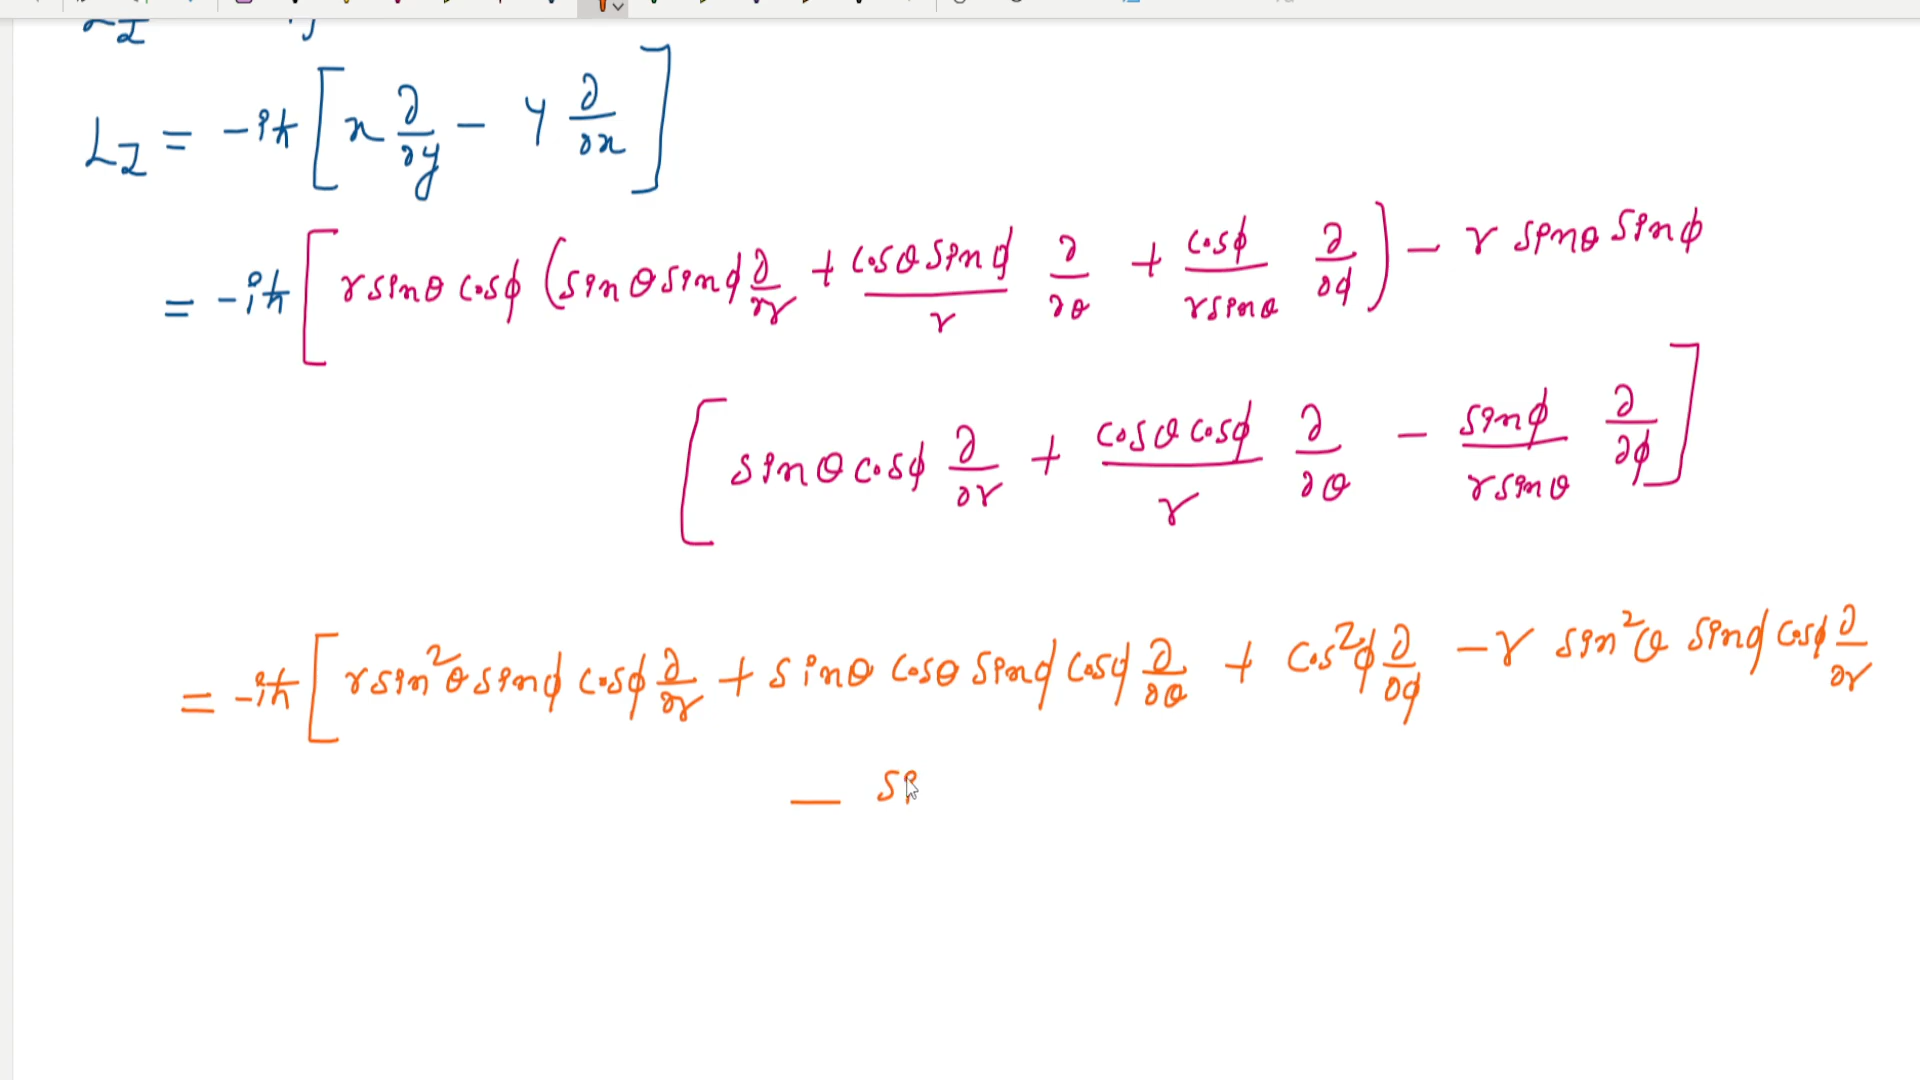 L_Z = -iħ [ x ∂/∂y - y ∂/∂x ]
= -iħ [ r sinθ cosϕ ( sinθ sinϕ ∂/∂r + cosθ sinϕ/r ∂/∂θ + cosϕ/r sinθ ∂/∂ϕ ) - r sinθ sinϕ
[ sinθ cosϕ ∂/∂r + cosθ cosϕ/r ∂/∂θ - sinϕ/r sinθ ∂/∂ϕ ]
= -iħ [ r sin²θ sinϕ cosϕ ∂/∂r + sinθ cosθ sinϕ cosϕ ∂/∂θ + cos²ϕ ∂/∂ϕ - r sin²θ sinϕ cosϕ ∂/∂r
-